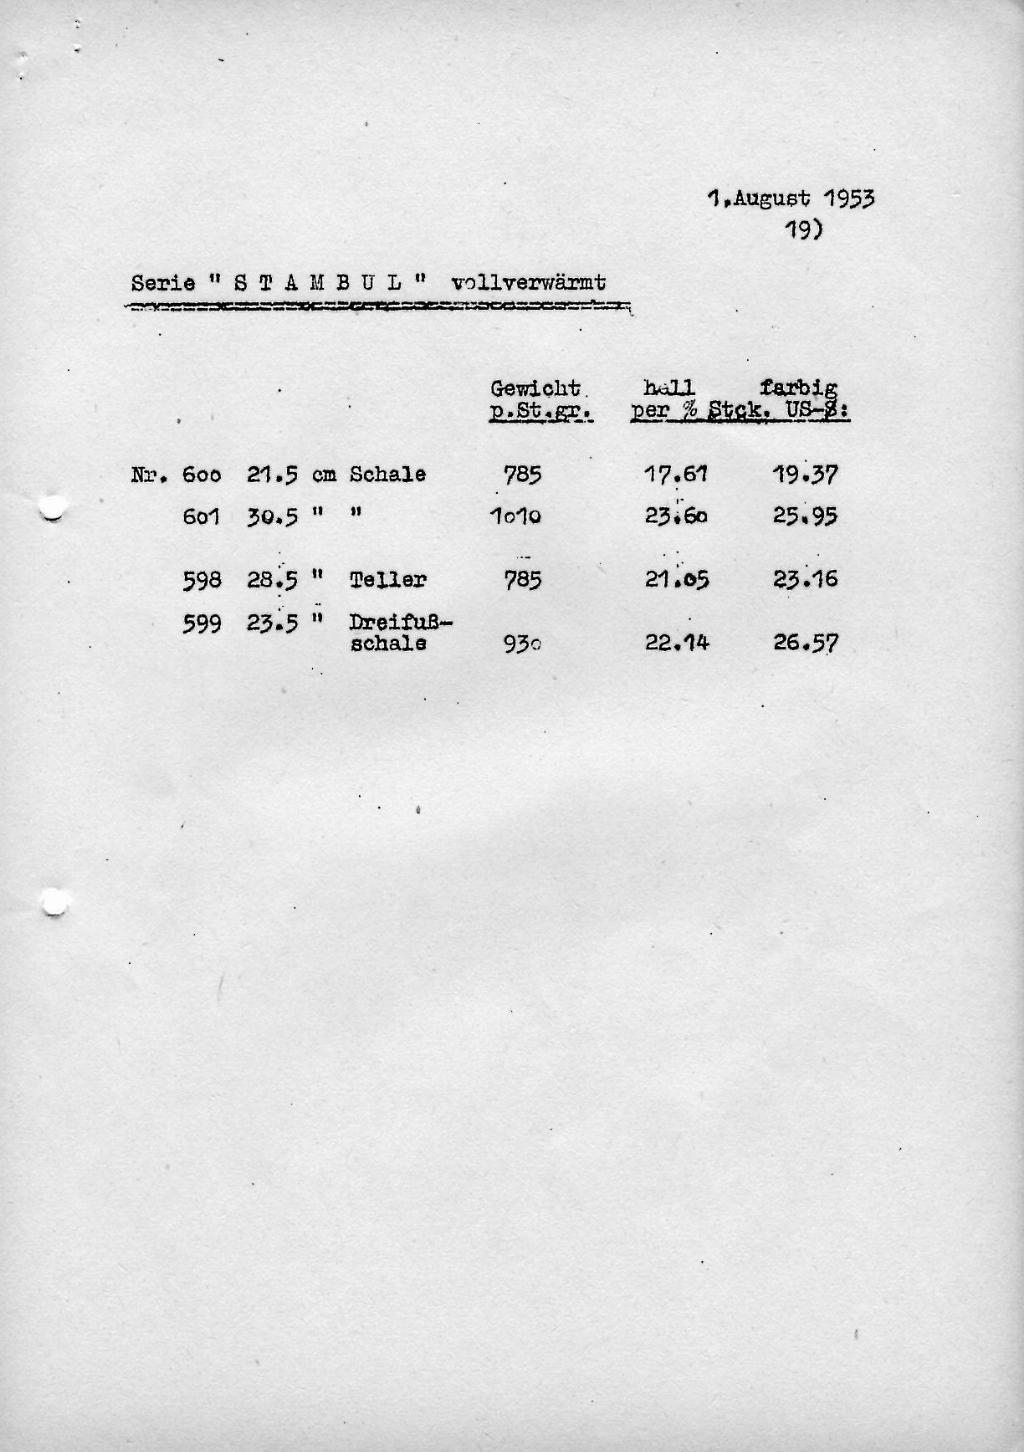 1.August 1953
19)
Serie " S T A M B U L " vollverwärmt
Gewicht hell farbig
p.St.gr. per % Stck. US-$:
Nr. 600 21.5 cm Schale 785 17.61 19.37
601 30.5 " " 1010 23.60 25.95
598 28.5 " Teller 785 21.05 23.16
599 23.5 " Dreifuß-
schale 930 22.14 26.57